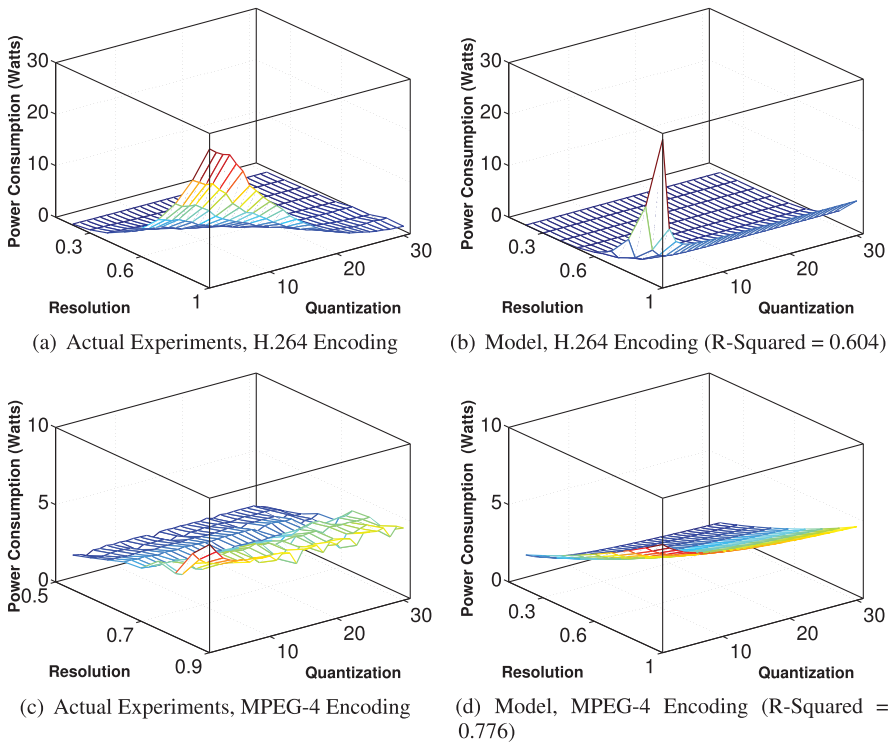 30
20
10
0
Power Consumption (Watts)
0.3
0.6
1
Resolution
10
20
30
Quantization
(a) Actual Experiments, H.264 Encoding
30
20
10
0
Power Consumption (Watts)
0.3
0.6
1
Resolution
10
20
30
Quantization
(b) Model, H.264 Encoding (R-Squared = 0.604)
10
5
0
Power Consumption (Watts)
0.5
0.7
0.9
Resolution
10
20
30
Quantization
(c) Actual Experiments, MPEG-4 Encoding
10
5
0
Power Consumption (Watts)
0.3
0.6
1
Resolution
10
20
30
Quantization
(d) Model, MPEG-4 Encoding (R-Squared =
0.776)